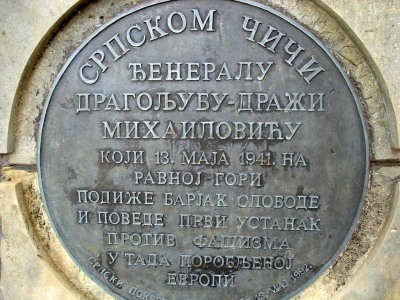 СРПСКОМ ЧИЧИ
ЂЕНЕРАЛУ
ДРАГОЉУБУ-ДРАЖИ
МИХАИЛОВИЋУ
КОЈИ 13. МАЈА 1941. НА
РАВНОЈ ГОРИ
ПОДИЖЕ БАРЈАК СЛОБОДЕ
И ПОВЕДЕ ПРВИ УСТАНАК
ПРОТИВ ФАШИЗМА
У ТАДА ПОРОБЉЕНОЈ
ЕВРОПИ
СРПСКИ